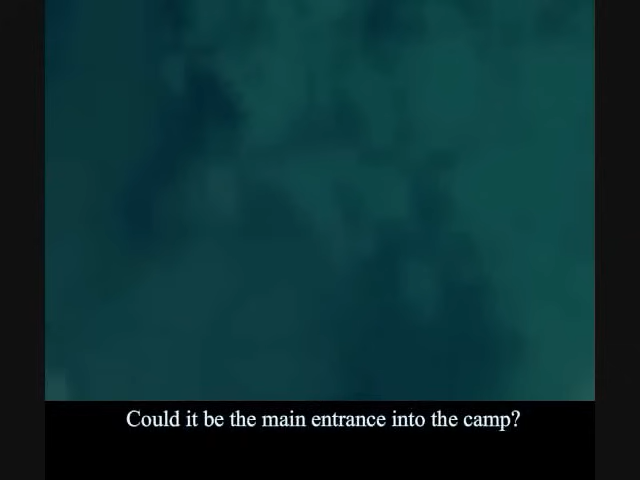 Could it be the main entrance into the camp?